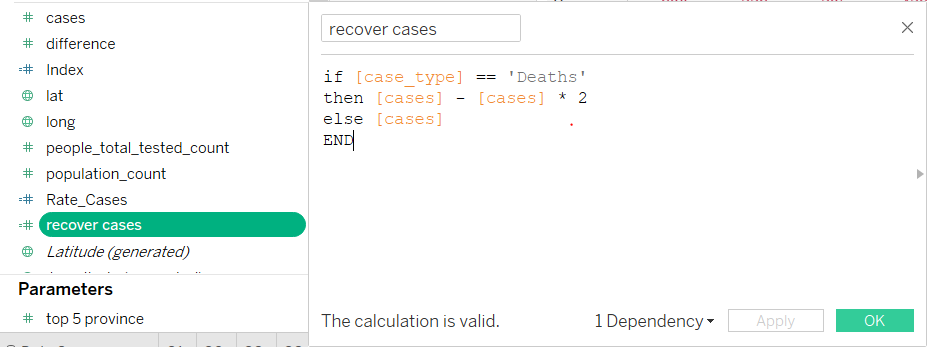 cases
difference
Index
lat
long
people_total_tested_count
population_count
Rate_Cases
recover cases
Latitude (generated)
Parameters
top 5 province
recover cases
if [case_type] == 'Deaths'
then [cases] - [cases] * 2
else [cases]
END
The calculation is valid.
1 Dependency
Apply
OK